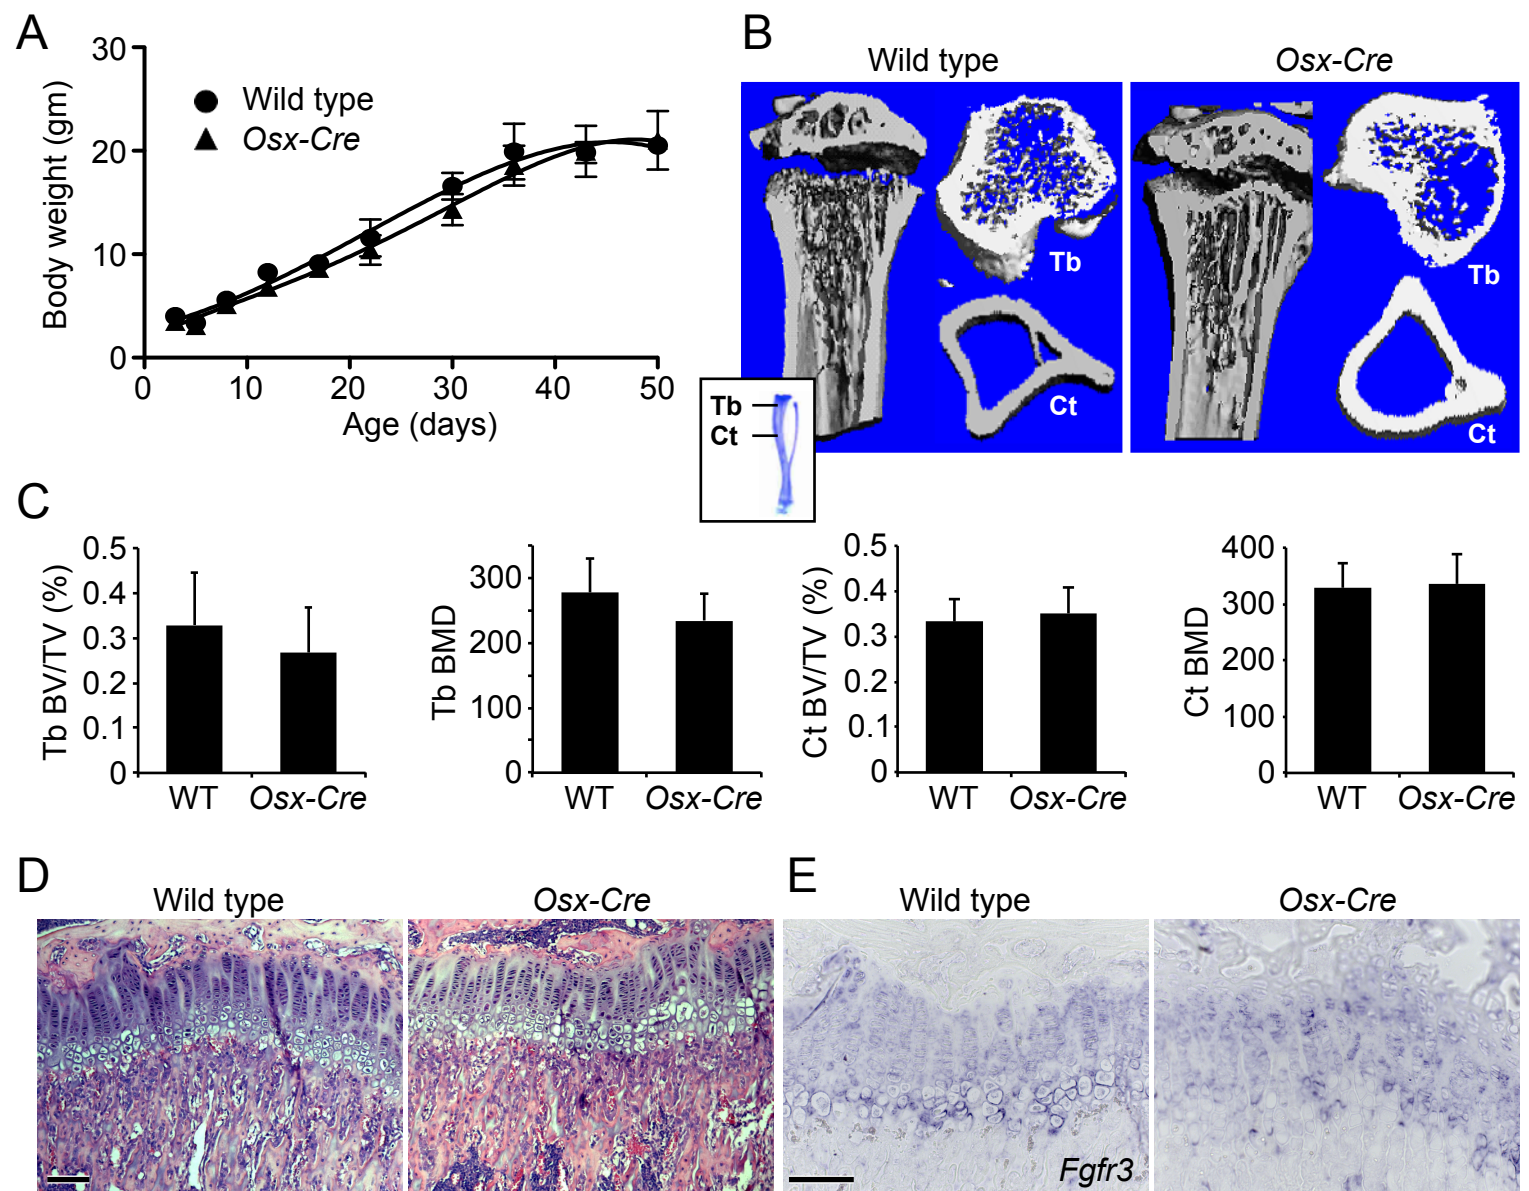 A
30
20
10
0
Body weight (gm)
Wild type
Osx-Cre
0 10 20 30 40 50
Age (days)
B
Wild type Osx-Cre
Tb
Ct
Tb
Ct
Tb
Ct
C
0.5
0.4
0.3
0.2
0.1
0
Tb BV/TV (%)
WT Osx-Cre
300
200
100
0
Tb BMD
WT Osx-Cre
0.5
0.4
0.3
0.2
0.1
0
Ct BV/TV (%)
WT Osx-Cre
400
300
200
100
0
Ct BMD
WT Osx-Cre
D
Wild type Osx-Cre
E
Wild type Osx-Cre
Fgfr3